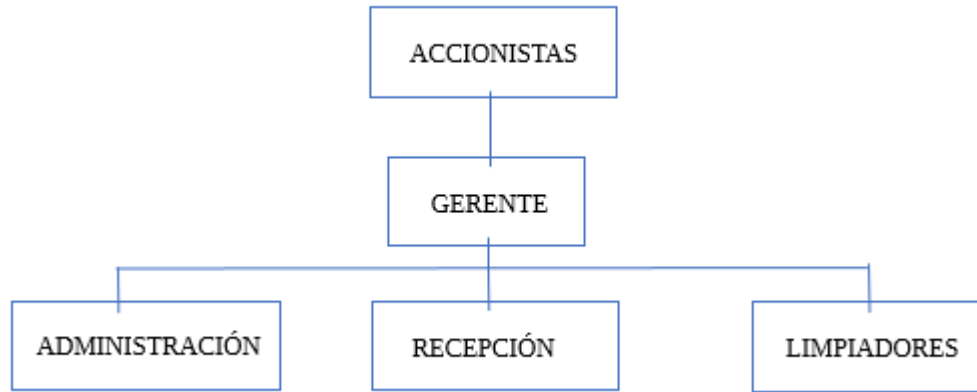 ACCIONISTAS
GERENTE
ADMINISTRACIÓN
RECEPCIÓN
LIMPIADORES